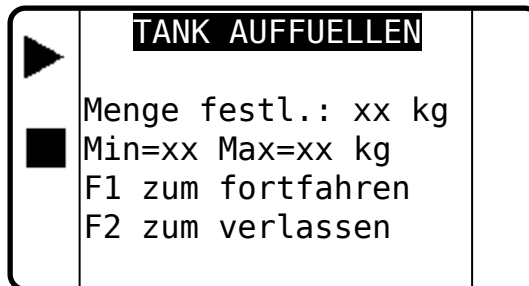 TANK AUFFUELLEN
Menge festl.: xx kg
Min=xx Max=xx kg
F1 zum fortfahren
F2 zum verlassen